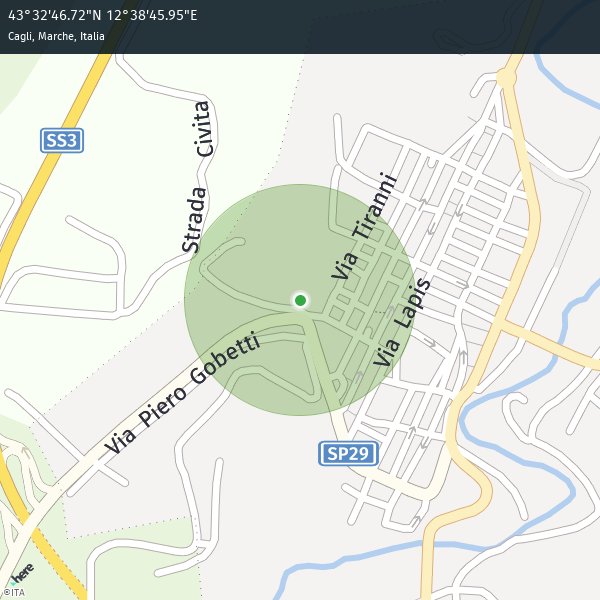 43°32'46.72"N 12°38'45.95"E
Cagli, Marche, Italia
SS3
Strada Civita
Via Tiranni
Via Lapis
Via Piero Gobetti
SP29
here
©ITA